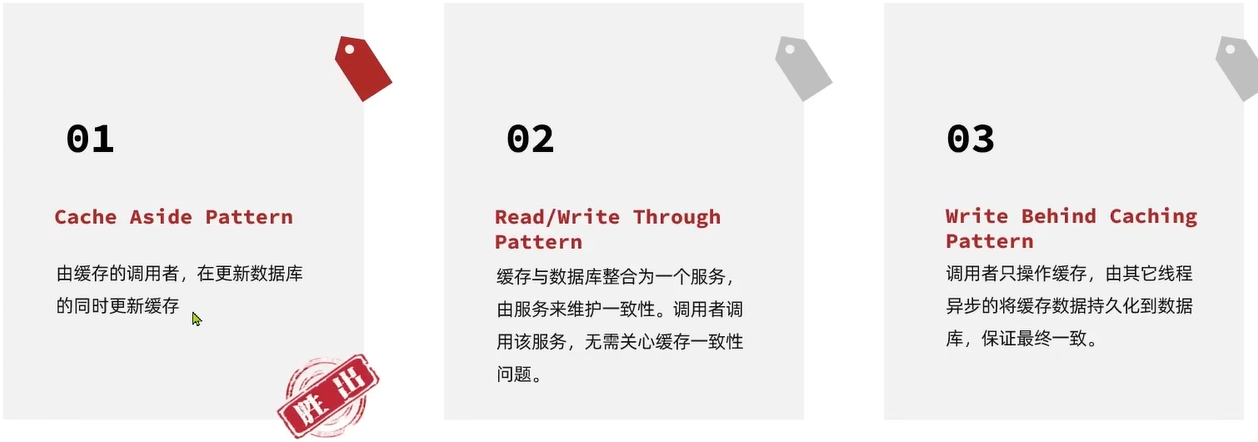 01
Cache Aside Pattern
由缓存的调用者，在更新数据库
的同时更新缓存
胜出
02
Read/Write Through
Pattern
缓存与数据库整合为一个服务，
由服务来维护一致性。调用者调
用该服务，无需关心缓存一致性
问题。
03
Write Behind Caching
Pattern
调用者只操作缓存，由其它线程
异步的将缓存数据持久化到数据
库，保证最终一致。